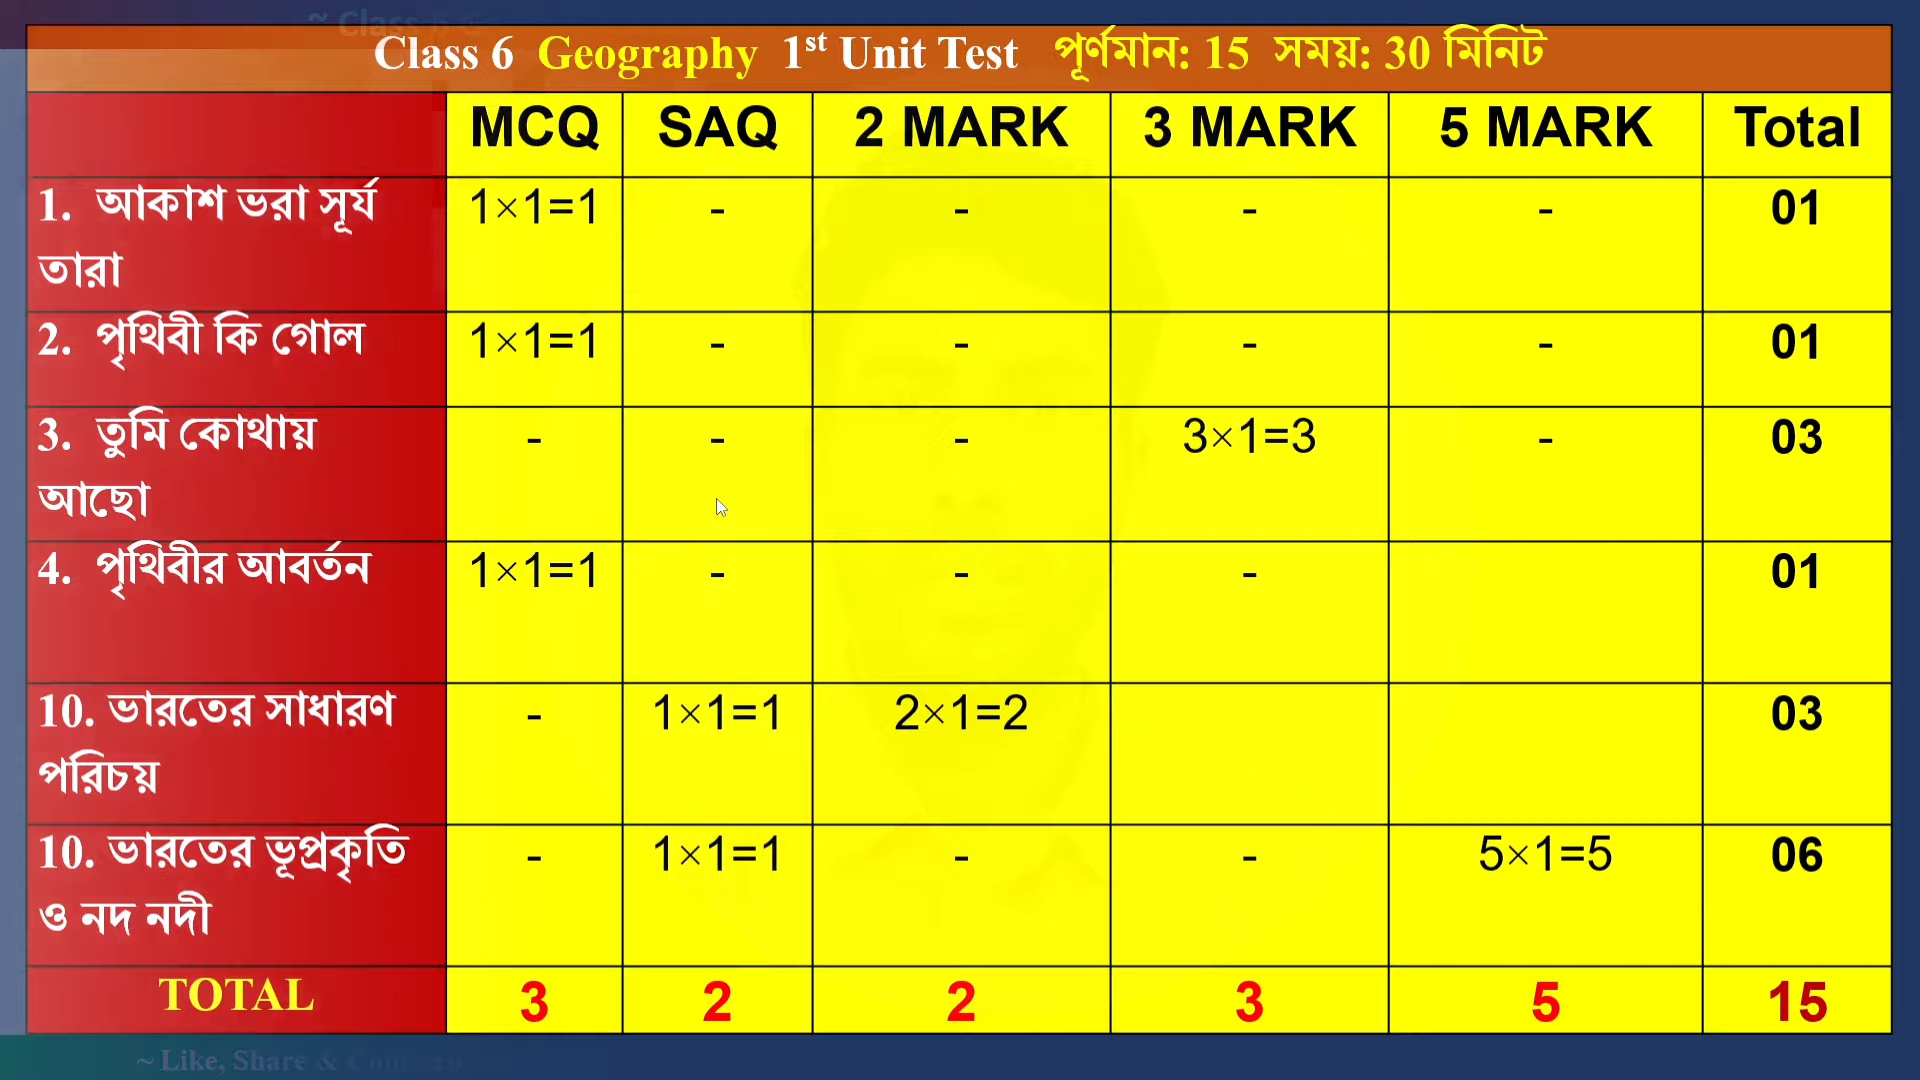 ~ Class 6
Class 6 Geography 1st Unit Test পূর্ণমান: 15 সময়: 30 মিনিট
MCQ SAQ 2 MARK 3 MARK 5 MARK Total
1. আকাশ ভরা সূর্য তারা 1×1=1 - - - - 01
2. পৃথিবী কি গোল 1×1=1 - - - - 01
3. তুমি কোথায় আছো - - - 3×1=3 - 03
4. পৃথিবীর আবর্তন 1×1=1 - - - 01
10. ভারতের সাধারণ পরিচয় - 1×1=1 2×1=2 03
10. ভারতের ভূপ্রকৃতি ও নদ নদী - 1×1=1 - - 5×1=5 06
TOTAL 3 2 2 3 5 15
~ Like, Share &